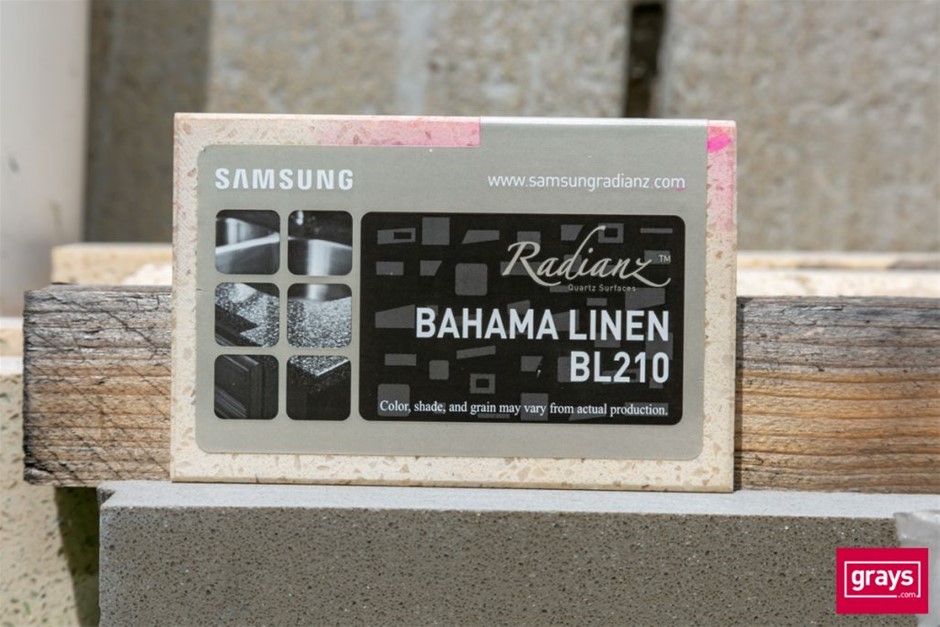 SAMSUNG
www.samsungradianz.com
Radianz™
Quartz Surfaces
BAHAMA LINEN
BL210
Color, shade, and grain may vary from actual production.
grays
.com